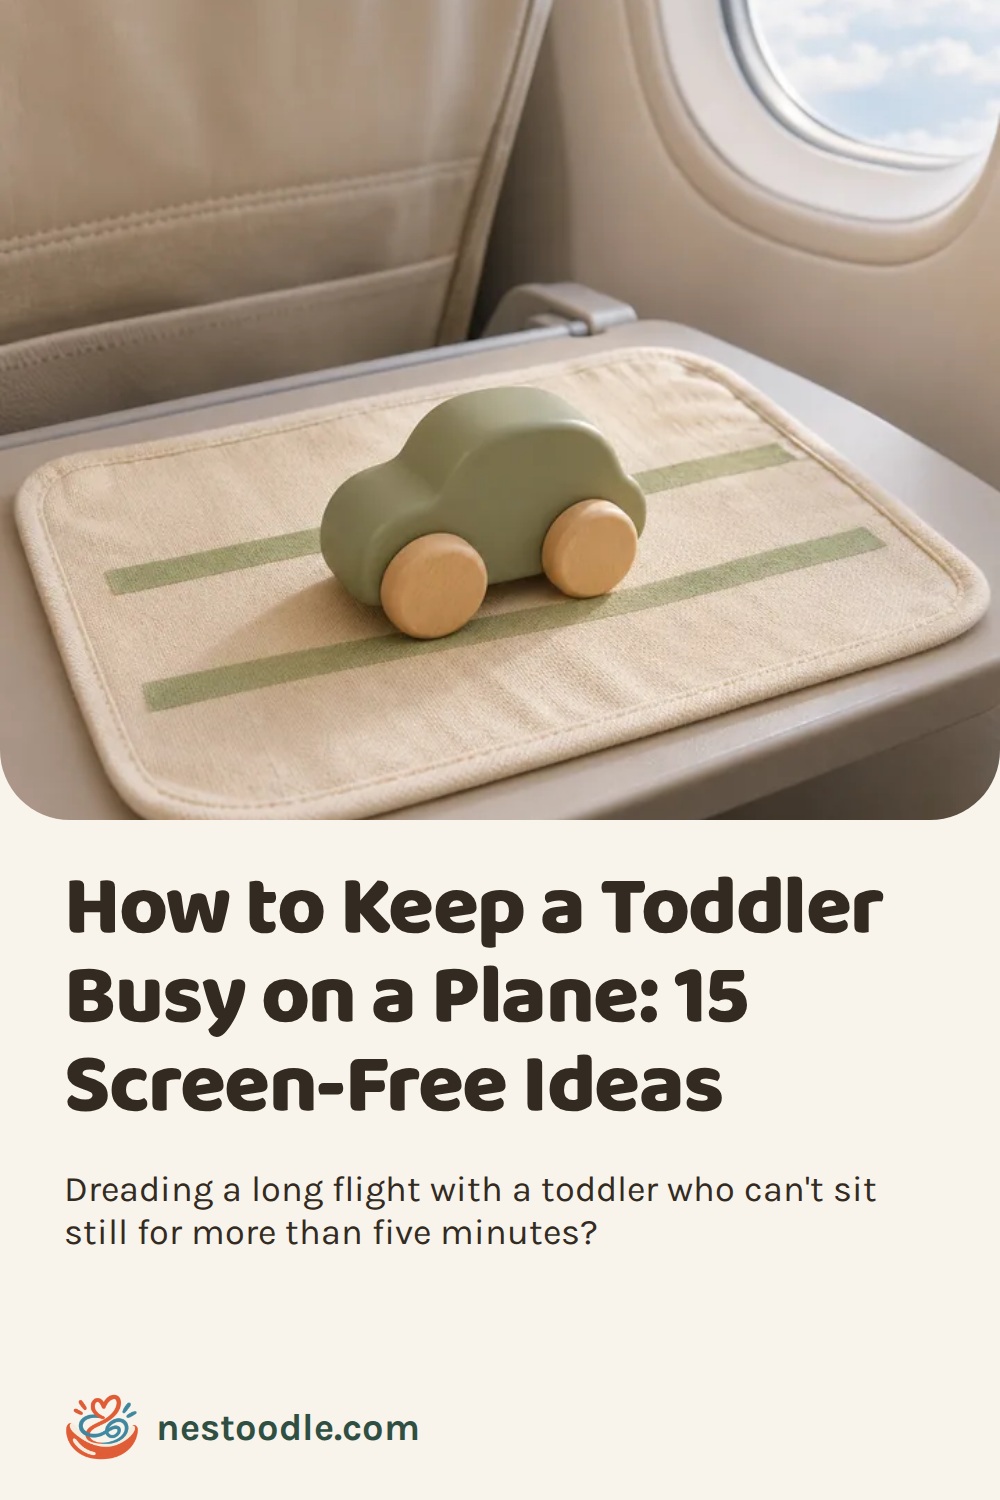 How to Keep a Toddler
Busy on a Plane: 15
Screen-Free Ideas
Dreading a long flight with a toddler who can't sit
still for more than five minutes?
nestoodle.com